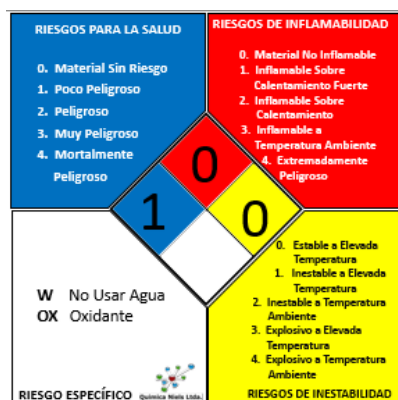 RIESGOS PARA LA SALUD
0. Material Sin Riesgo
1. Poco Peligroso
2. Peligroso
3. Muy Peligroso
4. Mortalmente
Peligroso
RIESGOS DE INFLAMABILIDAD
0. Material No Inflamable
1. Inflamable Sobre
Calentamiento Fuerte
2. Inflamable Sobre
Calentamiento
3. Inflamable a
Temperatura Ambiente
4. Extremadamente
Peligroso
0
1
0
W No Usar Agua
OX Oxidante
RIESGO ESPECÍFICO
Química Niels Ltda.
0. Estable a Elevada
Temperatura
1. Inestable a Elevada
Temperatura
2. Inestable a Temperatura
Ambiente
3. Explosivo a Elevada
Temperatura
4. Explosivo a Temperatura
Ambiente
RIESGOS DE INESTABILIDAD